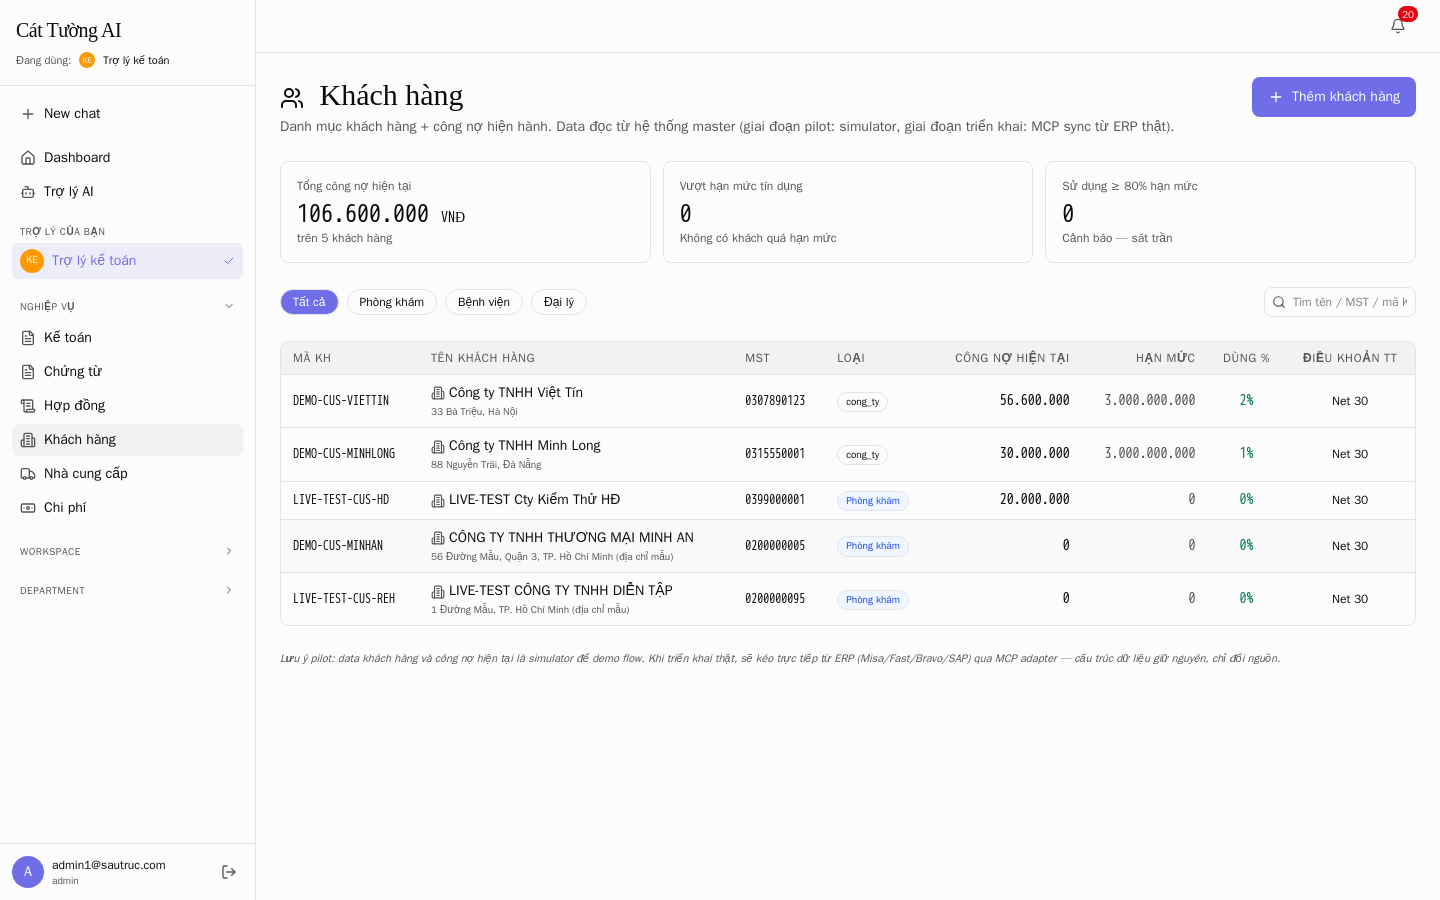 Cát Tường AI
Đang dùng: KE Trợ lý kế toán
New chat
Dashboard
Trợ lý AI
TRỢ LÝ CỦA BẠN
KE Trợ lý kế toán
NGHIỆP VỤ
Kế toán
Chứng từ
Hợp đồng
Khách hàng
Nhà cung cấp
Chi phí
WORKSPACE
DEPARTMENT
A admin1@sautruc.com
admin
20
Khách hàng
Thêm khách hàng
Danh mục khách hàng + công nợ hiện hành. Data đọc từ hệ thống master (giai đoạn pilot: simulator, giai đoạn triển khai: MCP sync từ ERP thật).
Tổng công nợ hiện tại
106.600.000 VNĐ
trên 5 khách hàng
Vượt hạn mức tín dụng
0
Không có khách quá hạn mức
Sử dụng ≥ 80% hạn mức
0
Cảnh báo — sát trần
Tất cả Phòng khám Bệnh viện Đại lý
Tìm tên / MST / mã K
MÃ KH TÊN KHÁCH HÀNG MST LOẠI CÔNG NỢ HIỆN TẠI HẠN MỨC DÙNG % ĐIỀU KHOẢN TT
DEMO-CUS-VIETTIN Công ty TNHH Việt Tín 0307890123 cong_ty 56.600.000 3.000.000.000 2% Net 30
33 Bà Triệu, Hà Nội
DEMO-CUS-MINHLONG Công ty TNHH Minh Long 0315550001 cong_ty 30.000.000 3.000.000.000 1% Net 30
88 Nguyễn Trãi, Đà Nẵng
LIVE-TEST-CUS-HD LIVE-TEST Cty Kiểm Thử HĐ 0399000001 Phòng khám 20.000.000 0 0% Net 30
DEMO-CUS-MINHAN CÔNG TY TNHH THƯƠNG MẠI MINH AN 0200000005 Phòng khám 0 0 0% Net 30
56 Đường Mẫu, Quận 3, TP. Hồ Chí Minh (địa chỉ mẫu)
LIVE-TEST-CUS-REH LIVE-TEST CÔNG TY TNHH DIỄN TẬP 0200000095 Phòng khám 0 0 0% Net 30
1 Đường Mẫu, TP. Hồ Chí Minh (địa chỉ mẫu)
Lưu ý pilot: data khách hàng và công nợ hiện tại là simulator để demo flow. Khi triển khai thật, sẽ kéo trực tiếp từ ERP (Misa/Fast/Bravo/SAP) qua MCP adapter — cấu trúc dữ liệu giữ nguyên, chỉ đổi nguồn.